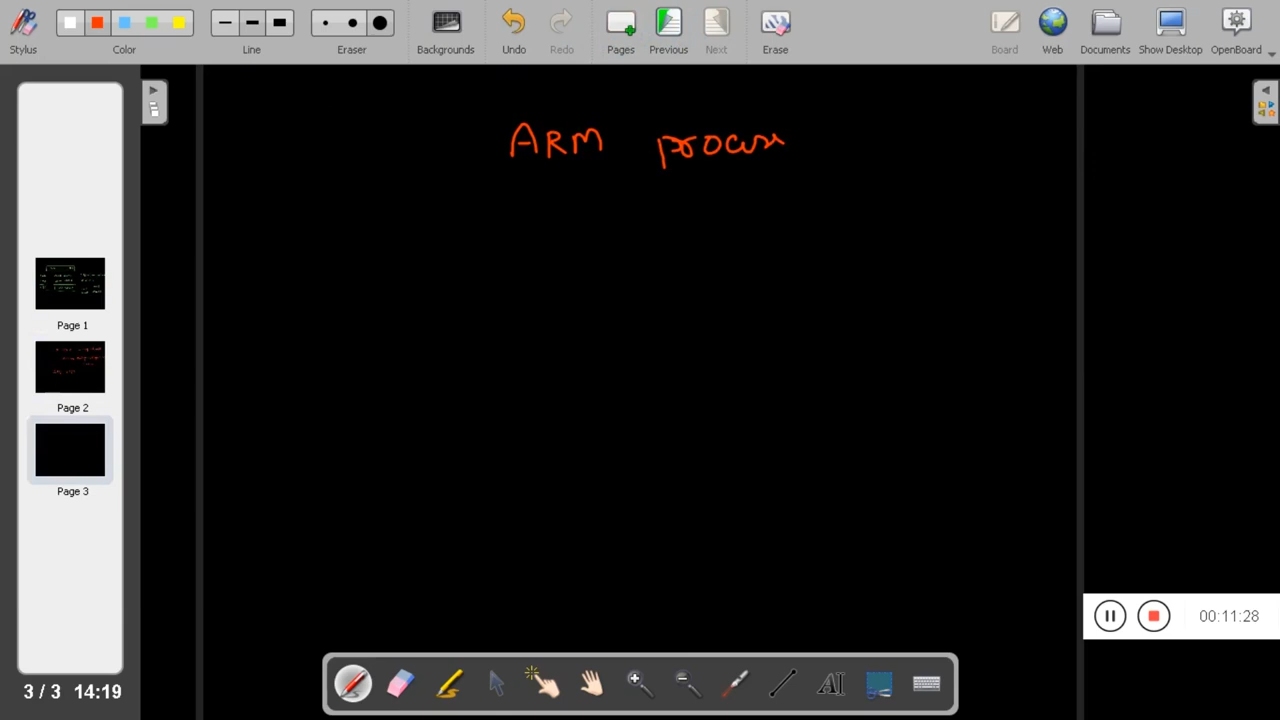 Stylus
Color
Line
Eraser
Backgrounds
Undo
Redo
Pages
Previous
Next
Erase
Board
Web
Documents
Show Desktop
OpenBoard
ARM
Page 1
Page 2
Page 3
3 / 3 14:19
AI
00:11:28